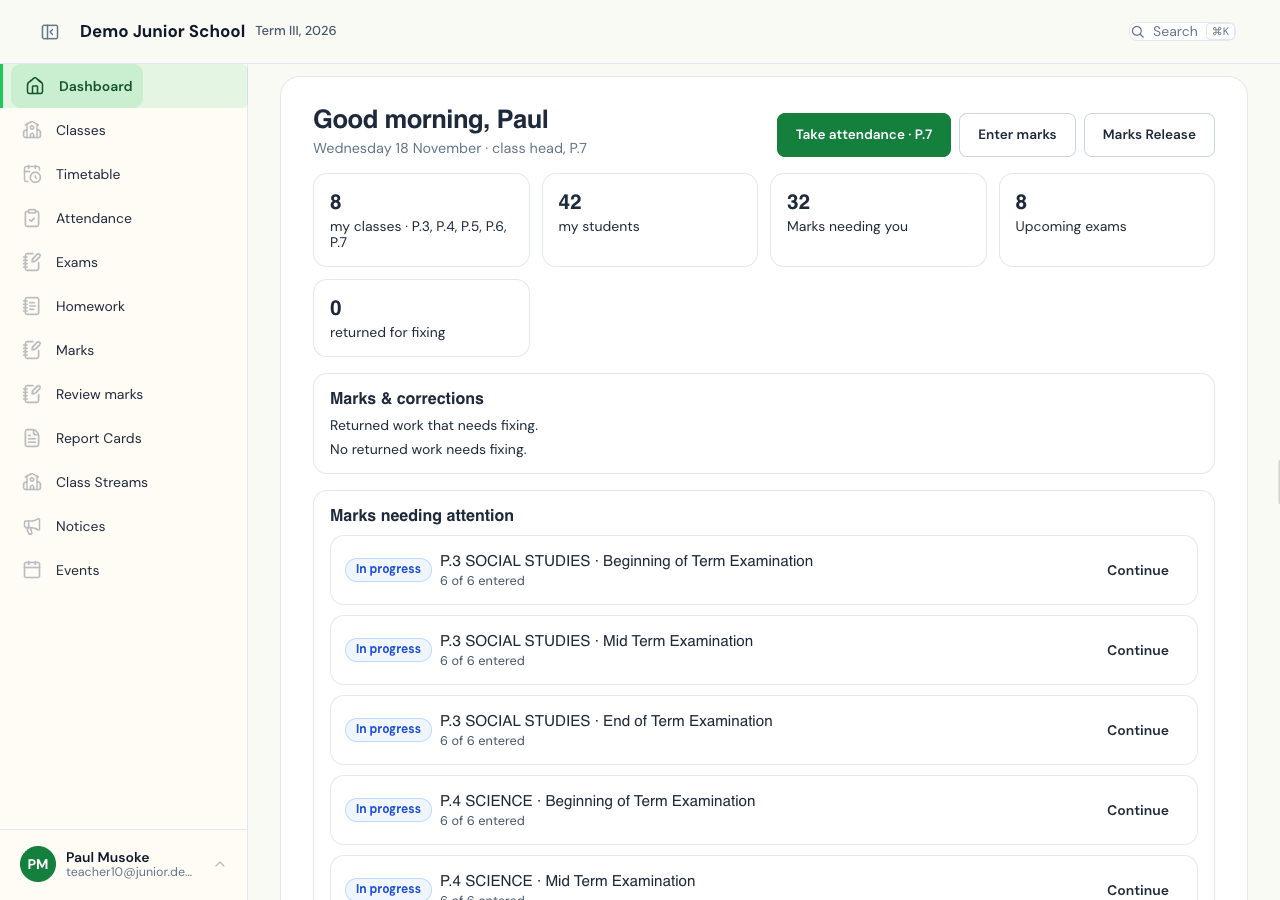 Demo Junior School Term III, 2026
Search ⌘K
Dashboard
Classes
Timetable
Attendance
Exams
Homework
Marks
Review marks
Report Cards
Class Streams
Notices
Events
PM
Paul Musoke
teacher10@junior.de...
Good morning, Paul
Wednesday 18 November · class head, P.7
Take attendance · P.7
Enter marks
Marks Release
8
my classes · P.3, P.4, P.5, P.6,
P.7
42
my students
32
Marks needing you
8
Upcoming exams
0
returned for fixing
Marks & corrections
Returned work that needs fixing.
No returned work needs fixing.
Marks needing attention
In progress
P.3 SOCIAL STUDIES · Beginning of Term Examination
6 of 6 entered
Continue
In progress
P.3 SOCIAL STUDIES · Mid Term Examination
6 of 6 entered
Continue
In progress
P.3 SOCIAL STUDIES · End of Term Examination
6 of 6 entered
Continue
In progress
P.4 SCIENCE · Beginning of Term Examination
6 of 6 entered
Continue
In progress
P.4 SCIENCE · Mid Term Examination
6 of 6 entered
Continue